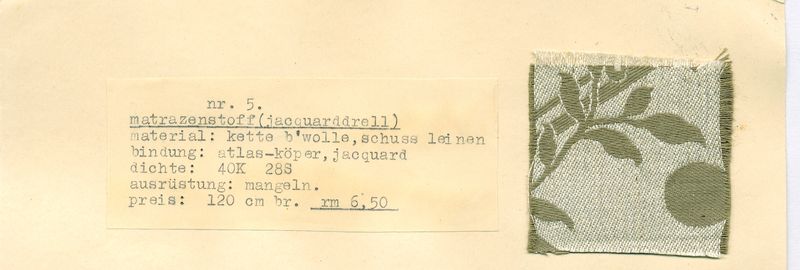 nr. 5.
matrazenstoff(jacquarddrell)
material: kette b'wolle,schuss leinen
bindung: atlas-köper,jacquard
dichte: 40K 28S
ausrüstung: mangeln.
preis: 120 cm br. rm 6,50